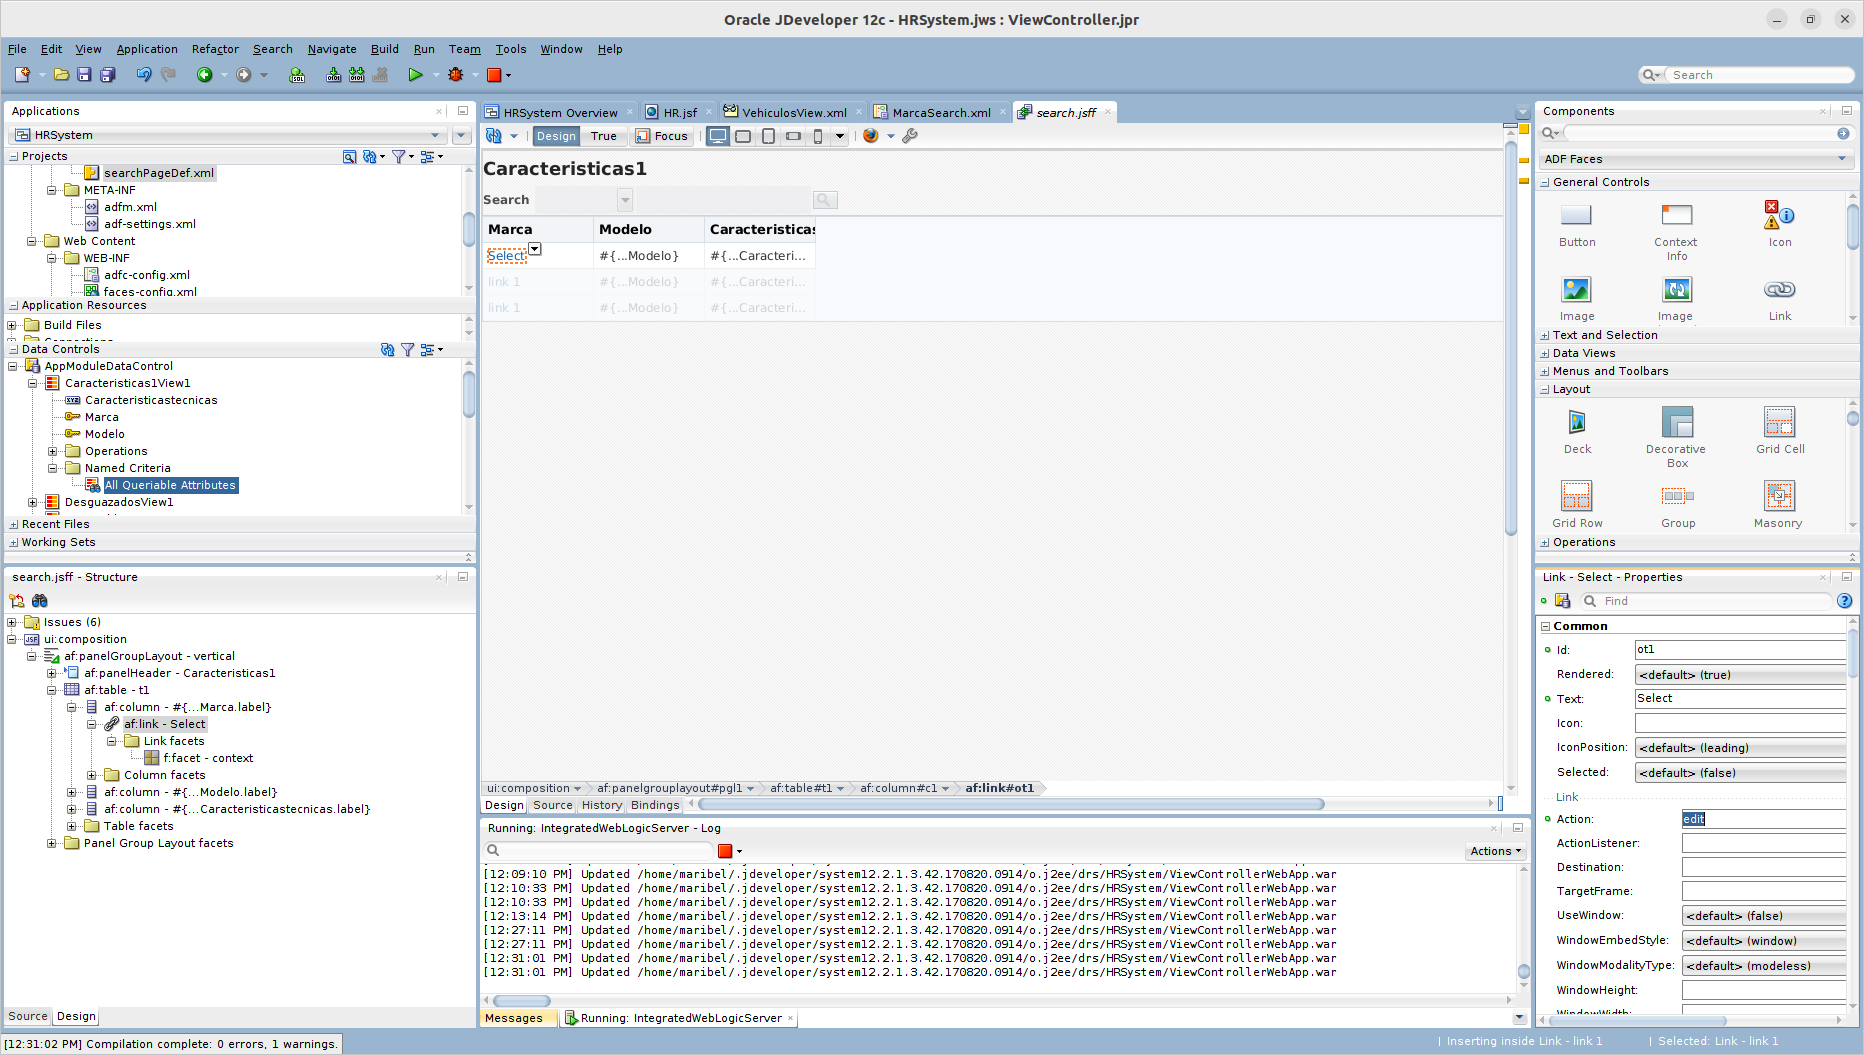 Oracle JDeveloper 12c - HRSystem.jws : ViewController.jpr
File Edit View Application Refactor Search Navigate Build Run Team Tools Window Help
Search
Applications
HRSystem
Projects
searchPageDef.xml
META-INF
adfm.xml
adf-settings.xml
Web Content
WEB-INF
adfc-config.xml
faces-config.xml
Application Resources
Build Files
Data Controls
AppModuleDataControl
Caracteristicas1View1
Caracteristicastecnicas
Marca
Modelo
Operations
Named Criteria
All Queriable Attributes
DesguazadosView1
Recent Files
Working Sets
search.jsff - Structure
Issues (6)
ui:composition
af:panelGroupLayout - vertical
af:panelHeader - Caracteristicas1
af:table - t1
af:column - #{...Marca.label}
af:link - Select
Link facets
f:facet - context
Column facets
af:column - #{...Modelo.label}
af:column - #{...Caracteristicastecnicas.label}
Table facets
Panel Group Layout facets
Source Design
[12:31:02 PM] Compilation complete: 0 errors, 1 warnings.
HRSystem Overview HR.jsf VehiculosView.xml MarcaSearch.xml search.jsff
Design True Focus
Caracteristicas1
Search
Marca Modelo Caracteristicas
Select #{...Modelo} #{...Caracteri...
link 1 #{...Modelo} #{...Caracteri...
link 1 #{...Modelo} #{...Caracteri...
ui:composition af:panelgrouplayout#pgl1 af:table#t1 af:column#c1 af:link#ot1
Design Source History Bindings
Running: IntegratedWebLogicServer - Log
Actions
[12:09:10 PM] Updated /home/maribel/.jdeveloper/system12.2.1.3.42.170820.0914/o.j2ee/drs/HRSystem/ViewControllerWebApp.war
[12:10:33 PM] Updated /home/maribel/.jdeveloper/system12.2.1.3.42.170820.0914/o.j2ee/drs/HRSystem/ViewControllerWebApp.war
[12:10:33 PM] Updated /home/maribel/.jdeveloper/system12.2.1.3.42.170820.0914/o.j2ee/drs/HRSystem/ViewControllerWebApp.war
[12:13:14 PM] Updated /home/maribel/.jdeveloper/system12.2.1.3.42.170820.0914/o.j2ee/drs/HRSystem/ViewControllerWebApp.war
[12:27:11 PM] Updated /home/maribel/.jdeveloper/system12.2.1.3.42.170820.0914/o.j2ee/drs/HRSystem/ViewControllerWebApp.war
[12:27:11 PM] Updated /home/maribel/.jdeveloper/system12.2.1.3.42.170820.0914/o.j2ee/drs/HRSystem/ViewControllerWebApp.war
[12:31:01 PM] Updated /home/maribel/.jdeveloper/system12.2.1.3.42.170820.0914/o.j2ee/drs/HRSystem/ViewControllerWebApp.war
[12:31:01 PM] Updated /home/maribel/.jdeveloper/system12.2.1.3.42.170820.0914/o.j2ee/drs/HRSystem/ViewControllerWebApp.war
Messages Running: IntegratedWebLogicServer
Components
ADF Faces
General Controls
Button Context Info Icon
Image Image Link
Text and Selection
Data Views
Menus and Toolbars
Layout
Deck Decorative Box Grid Cell
Grid Row Group Masonry
Operations
Link - Select - Properties
Find
Common
Id: ot1
Rendered: <default> (true)
Text: Select
Icon:
IconPosition: <default> (leading)
Selected: <default> (false)
Link
Action: edit
ActionListener:
Destination:
TargetFrame:
UseWindow: <default> (false)
WindowEmbedStyle: <default> (window)
WindowModalityType: <default> (modeless)
WindowHeight:
Inserting inside Link - link 1 Selected: Link - link 1